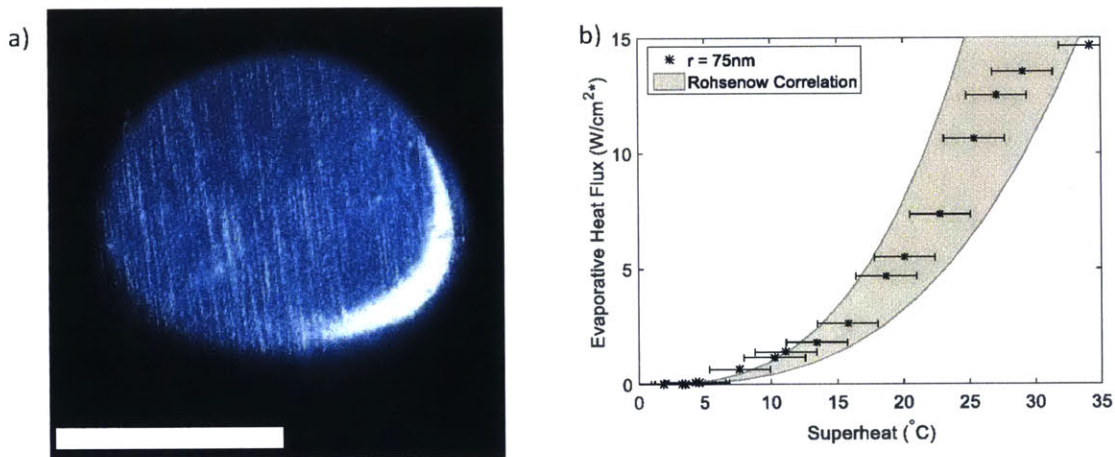 a)
b)
* r = 75nm
Rohsenow Correlation
Evaporative Heat Flux (W/cm²*)
15
10
5
0
0 5 10 15 20 25 30 35
Superheat (°C)